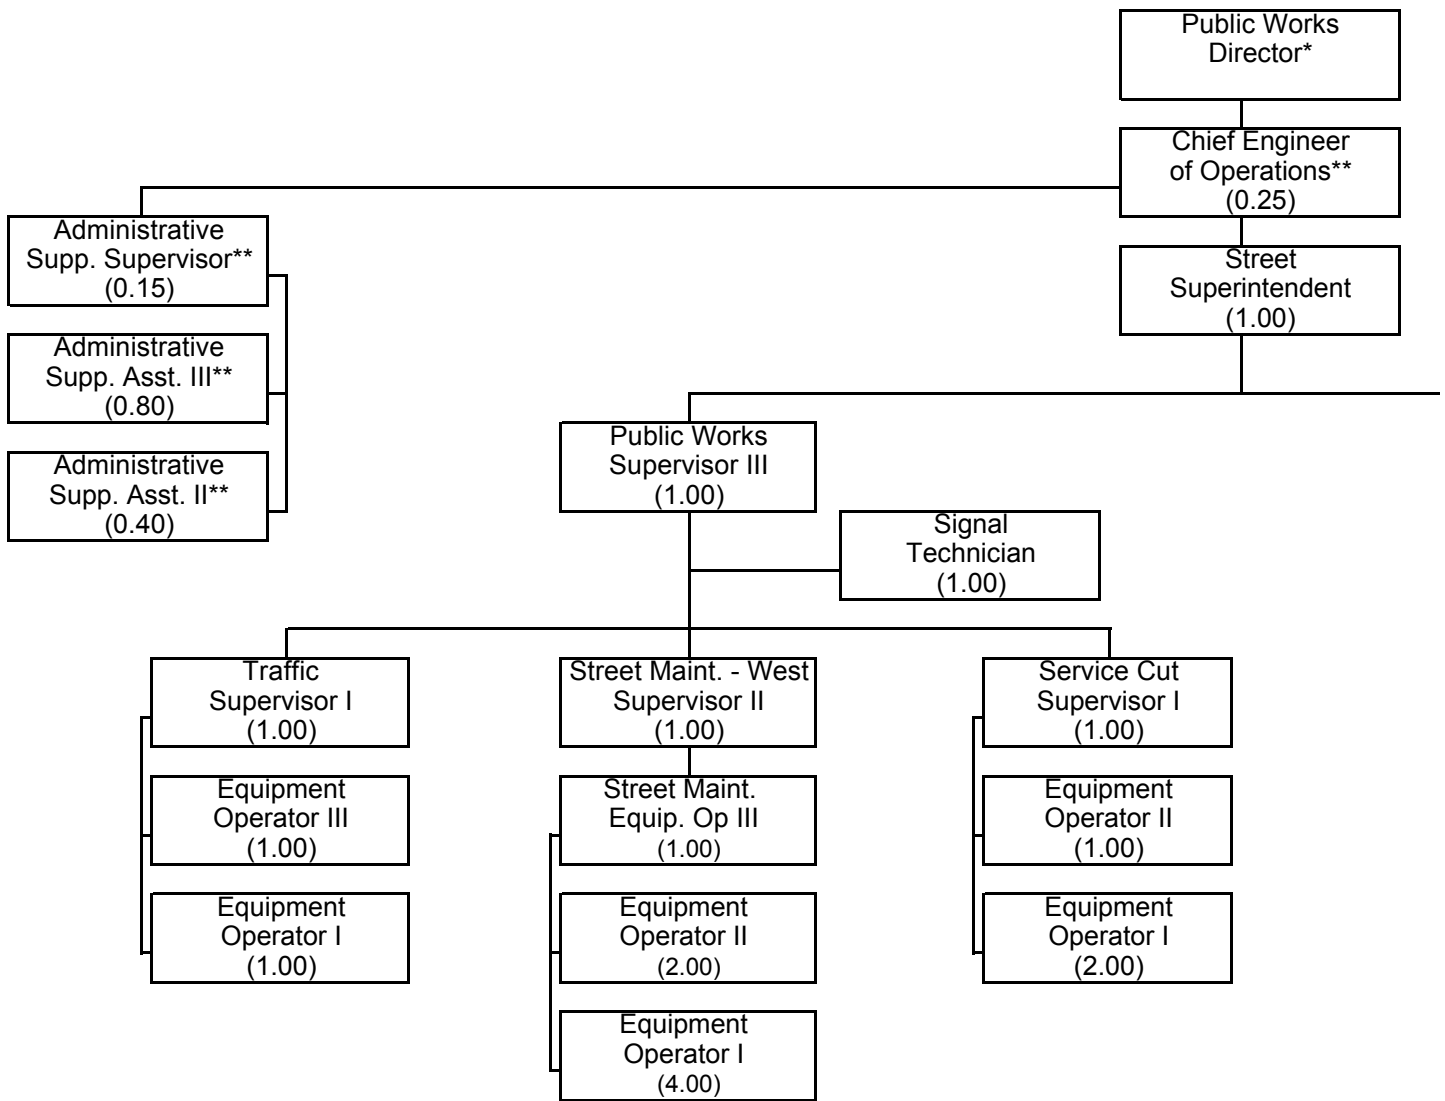 Public Works
Director*
Chief Engineer
of Operations**
(0.25)
Administrative
Supp. Supervisor**
(0.15)
Street
Superintendent
(1.00)
Administrative
Supp. Asst. III**
(0.80)
Administrative
Supp. Asst. II**
(0.40)
Public Works
Supervisor III
(1.00)
Signal
Technician
(1.00)
Traffic
Supervisor I
(1.00)
Street Maint. - West
Supervisor II
(1.00)
Service Cut
Supervisor I
(1.00)
Equipment
Operator III
(1.00)
Street Maint.
Equip. Op III
(1.00)
Equipment
Operator II
(1.00)
Equipment
Operator I
(1.00)
Equipment
Operator II
(2.00)
Equipment
Operator I
(2.00)
Equipment
Operator I
(4.00)